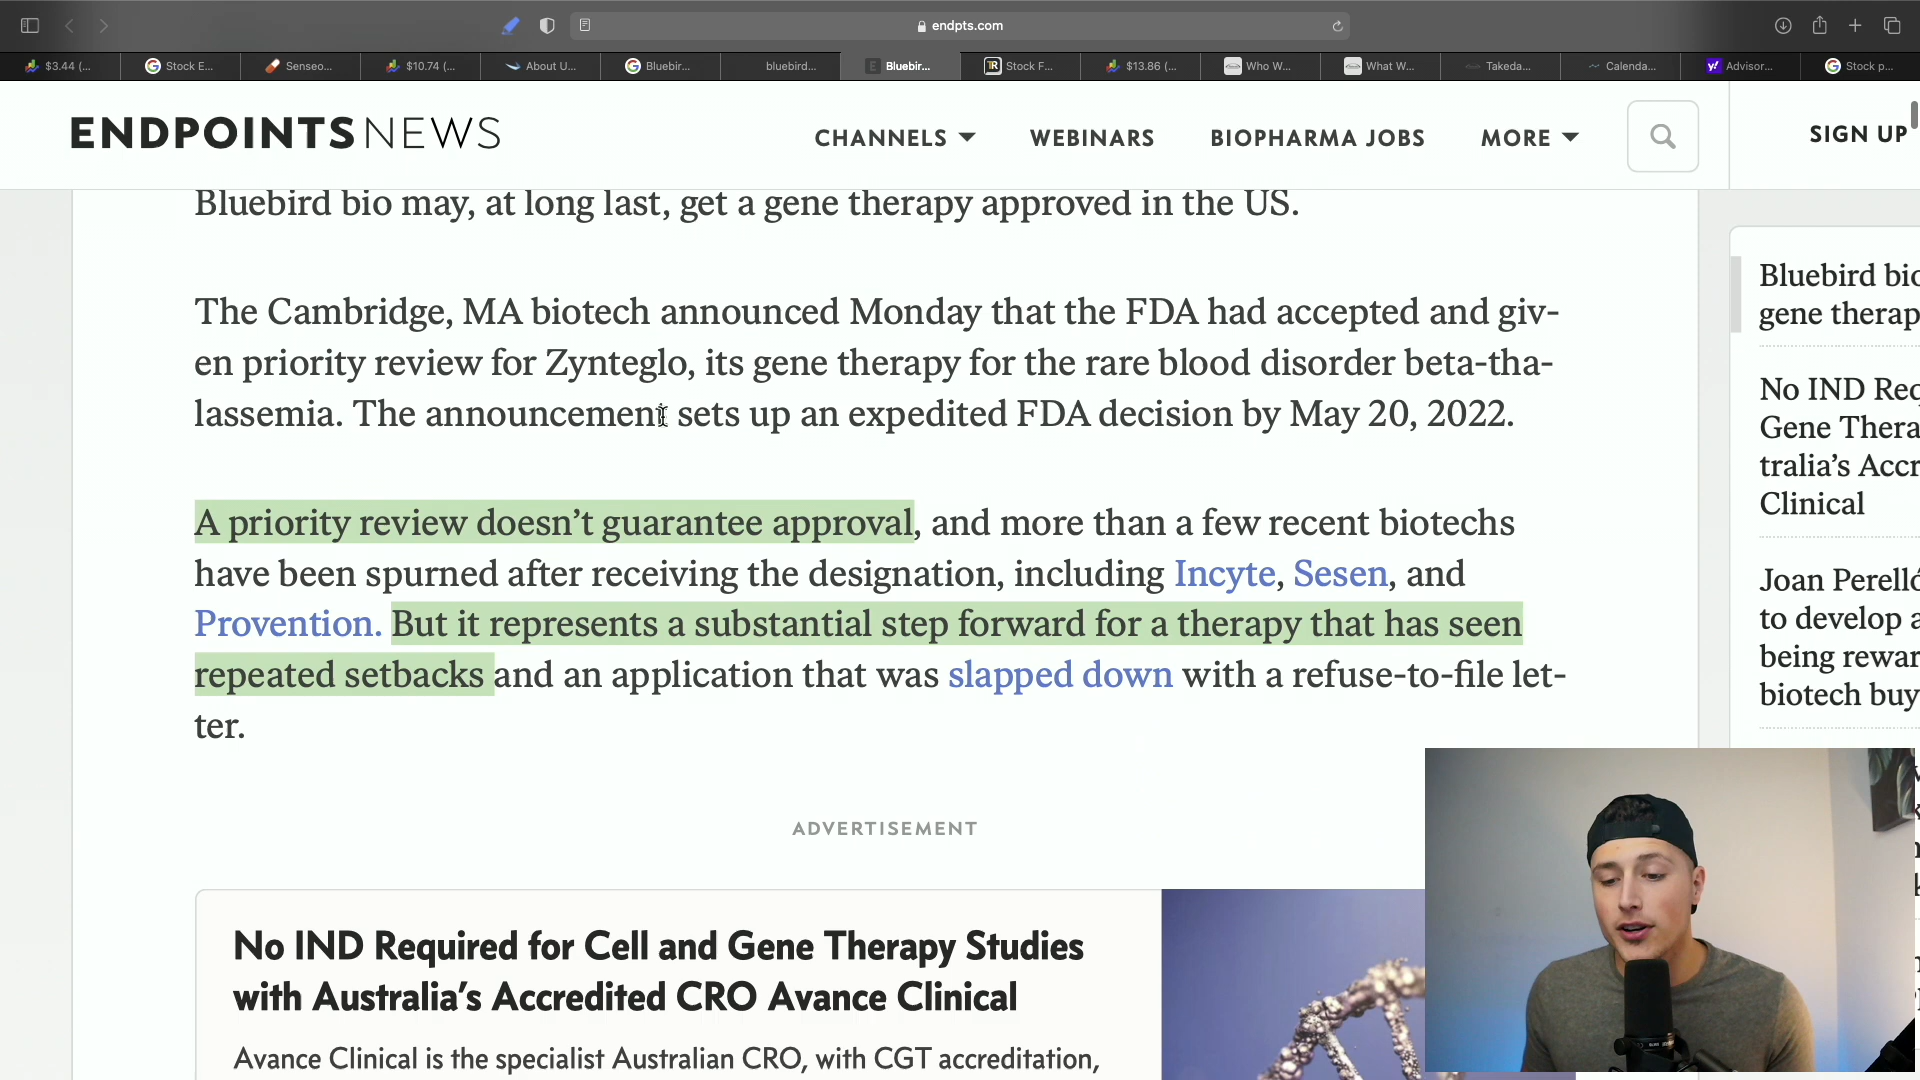 endpts.com
$3.44 (...
Stock E...
Senseo...
$10.74 (...
About U...
Bluebir...
bluebird...
Bluebir...
Stock F...
$13.86 (...
Who W...
What W...
Takeda...
Calenda...
Advisor...
Stock p...
ENDPOINTS NEWS
CHANNELS
WEBINARS
BIOPHARMA JOBS
MORE
SIGN UP
Bluebird bio may, at long last, get a gene therapy approved in the US.
The Cambridge, MA biotech announced Monday that the FDA had accepted and giv-
en priority review for Zynteglo, its gene therapy for the rare blood disorder beta-tha-
lassemia. The announcement sets up an expedited FDA decision by May 20, 2022.
A priority review doesn't guarantee approval, and more than a few recent biotechs
have been spurned after receiving the designation, including Incyte, Sesen, and
Provention. But it represents a substantial step forward for a therapy that has seen
repeated setbacks and an application that was slapped down with a refuse-to-file let-
ter.
ADVERTISEMENT
No IND Required for Cell and Gene Therapy Studies
with Australia's Accredited CRO Avance Clinical
Avance Clinical is the specialist Australian CRO, with CGT accreditation,
Bluebird bio
gene therap
No IND Req
Gene Thera
tralia's Accr
Clinical
Joan Perelló
to develop a
being rewar
biotech buy